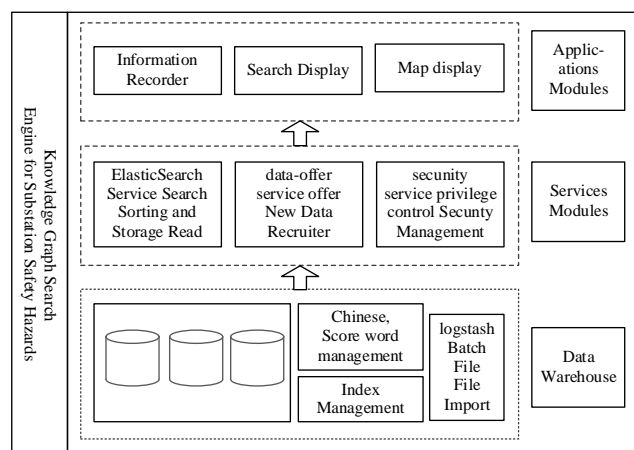 Knowledge Graph Search
Engine for Substation Safety Hazards
Information
Recorder
Search Display
Map display
Applic-
ations
Modules
ElasticSearch
Service Search
Sorting and
Storage Read
data-offer
service offer
New Data
Recruiter
security
service privilege
control Security
Management
Services
Modules
Chinese,
Score word
management
Index
Management
logstash
Batch
File
File
Import
Data
Warehouse